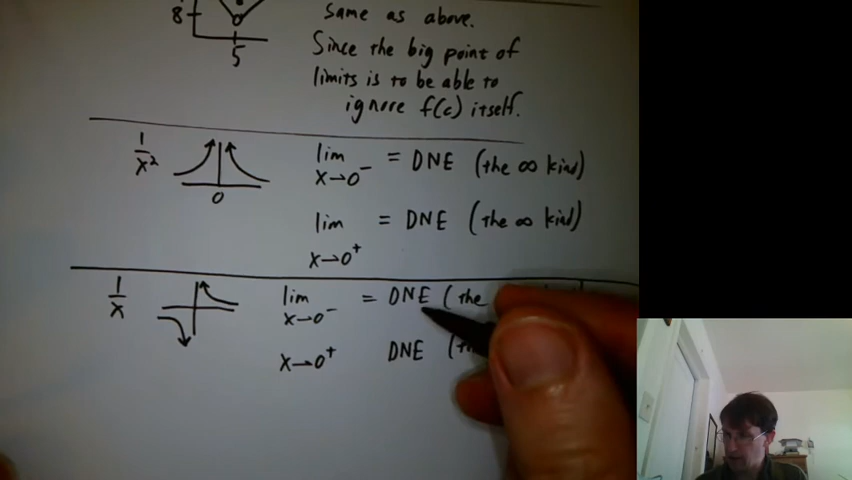 8
5
Same as above.
Since the big point of
limits is to be able to
ignore f(c) itself.
1/x²
0
lim x→0⁻ = DNE (the ∞ kind)
lim x→0⁺ = DNE (the ∞ kind)
1/x
lim x→0⁻ = DNE (the
x→0⁺ DNE